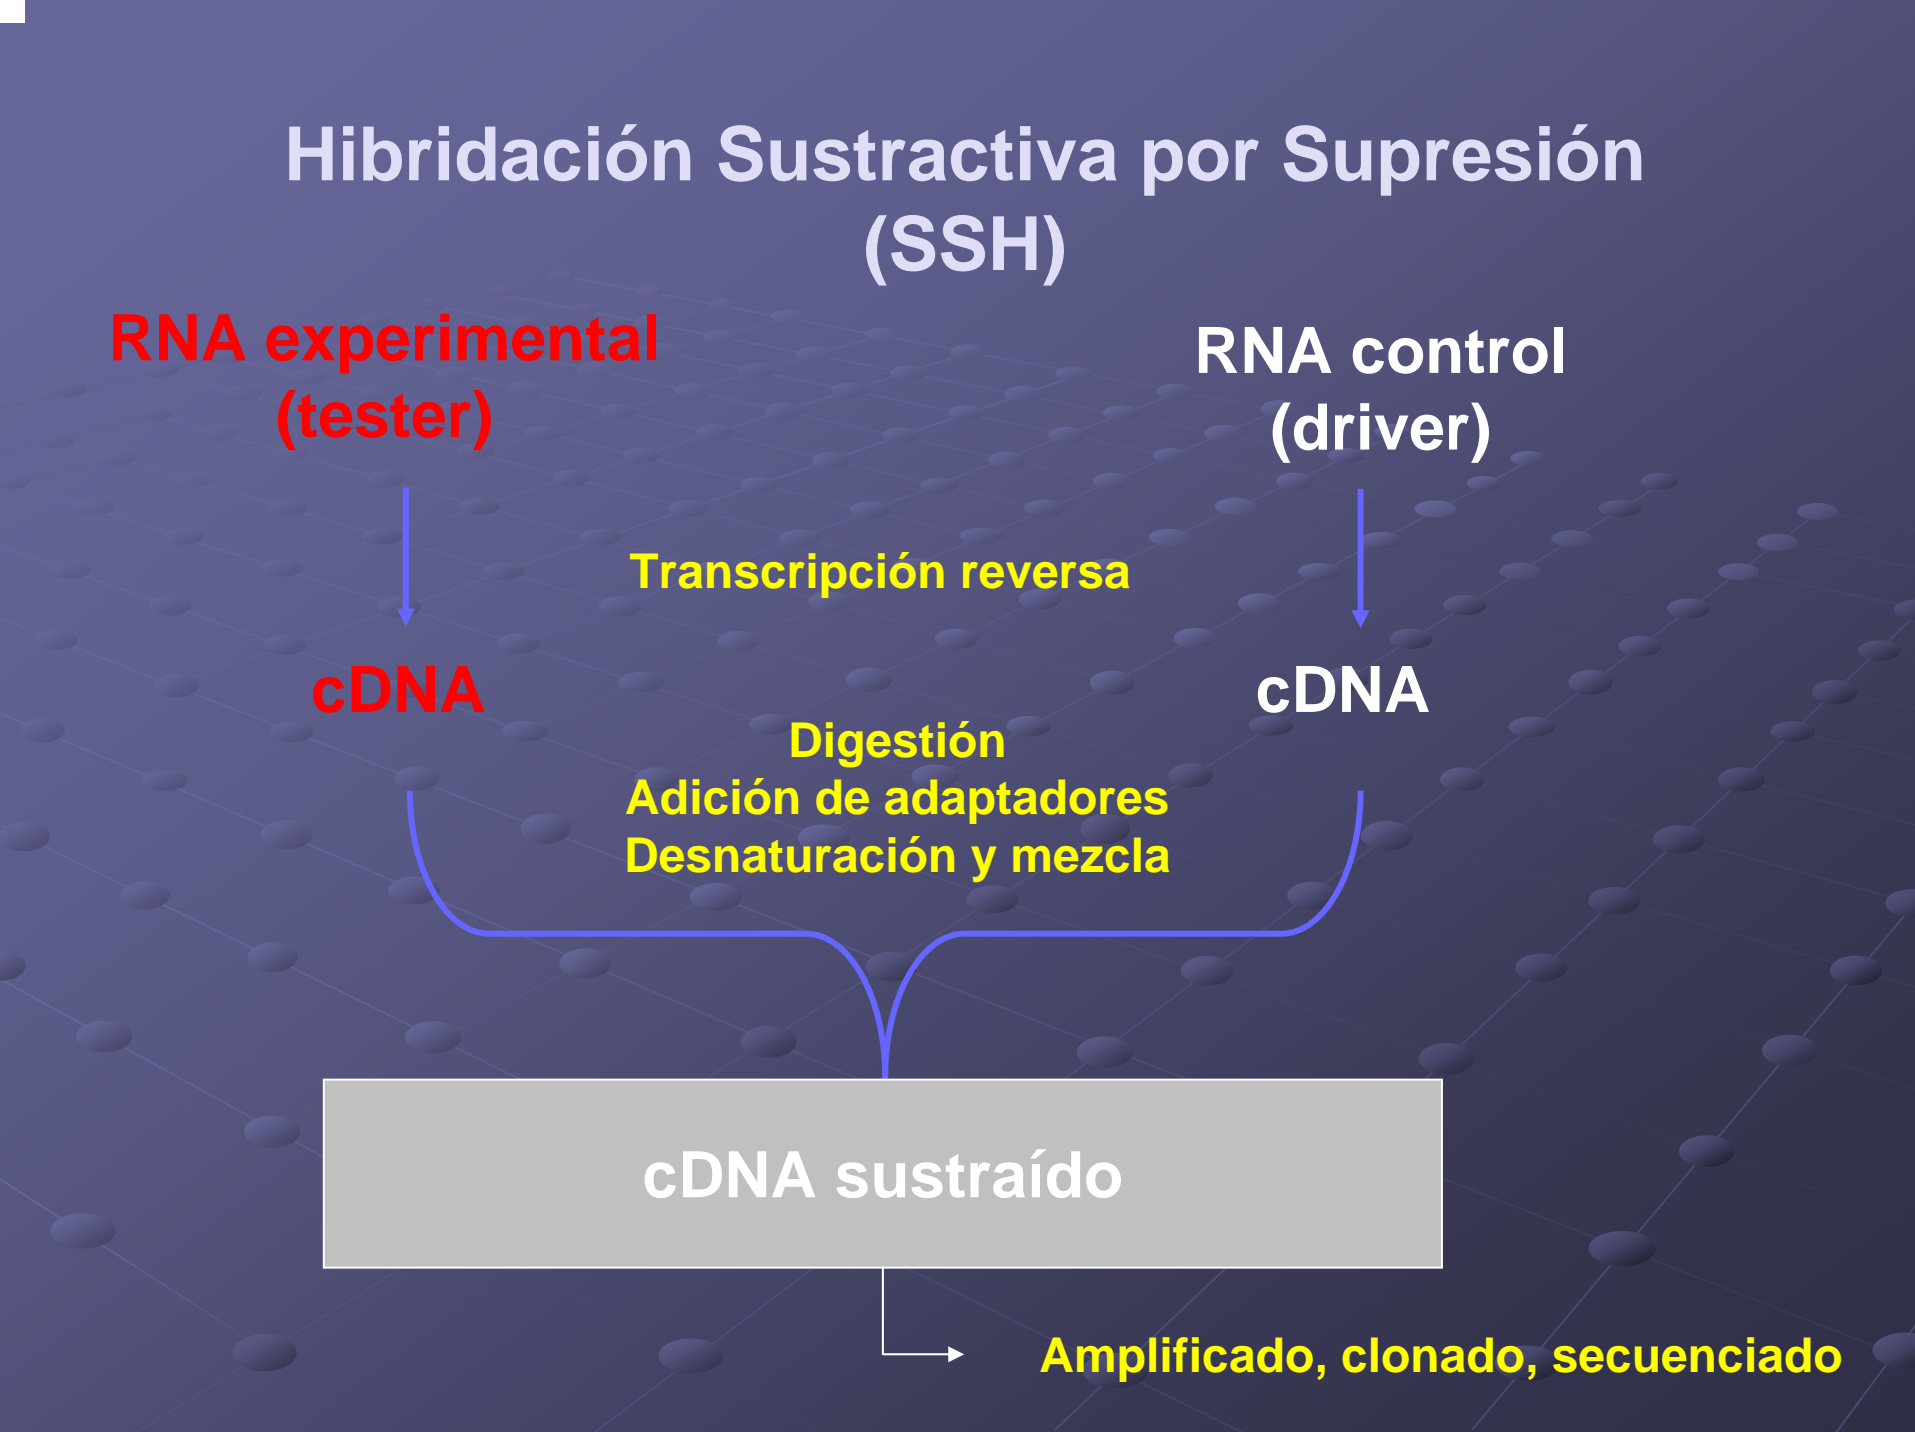 Hibridación Sustractiva por Supresión
(SSH)
RNA experimental
(tester)
RNA control
(driver)
Transcripción reversa
cDNA
cDNA
Digestión
Adición de adaptadores
Desnaturación y mezcla
cDNA sustraído
Amplificado, clonado, secuenciado